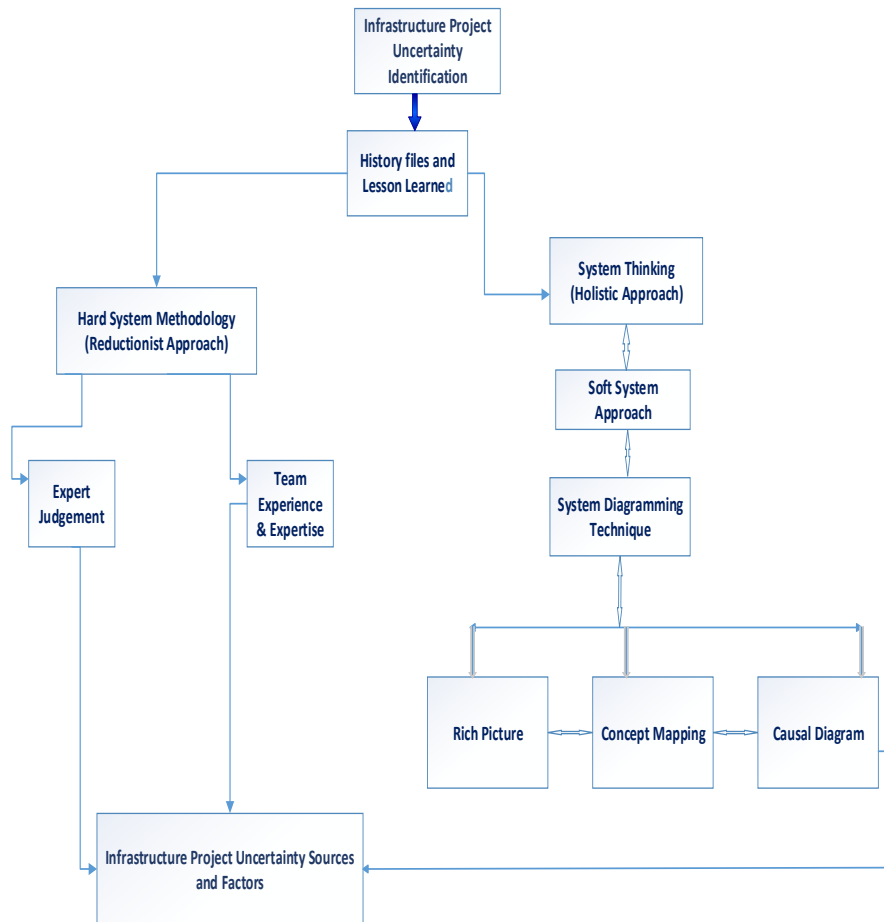 Infrastructure Project
Uncertainty
Identification
History files and
Lesson Learned
System Thinking
(Holistic Approach)
Hard System Methodology
(Reductionist Approach)
Soft System
Approach
Expert
Judgement
Team
Experience
& Expertise
System Diagramming
Technique
Rich Picture
Concept Mapping
Causal Diagram
Infrastructure Project Uncertainty Sources
and Factors